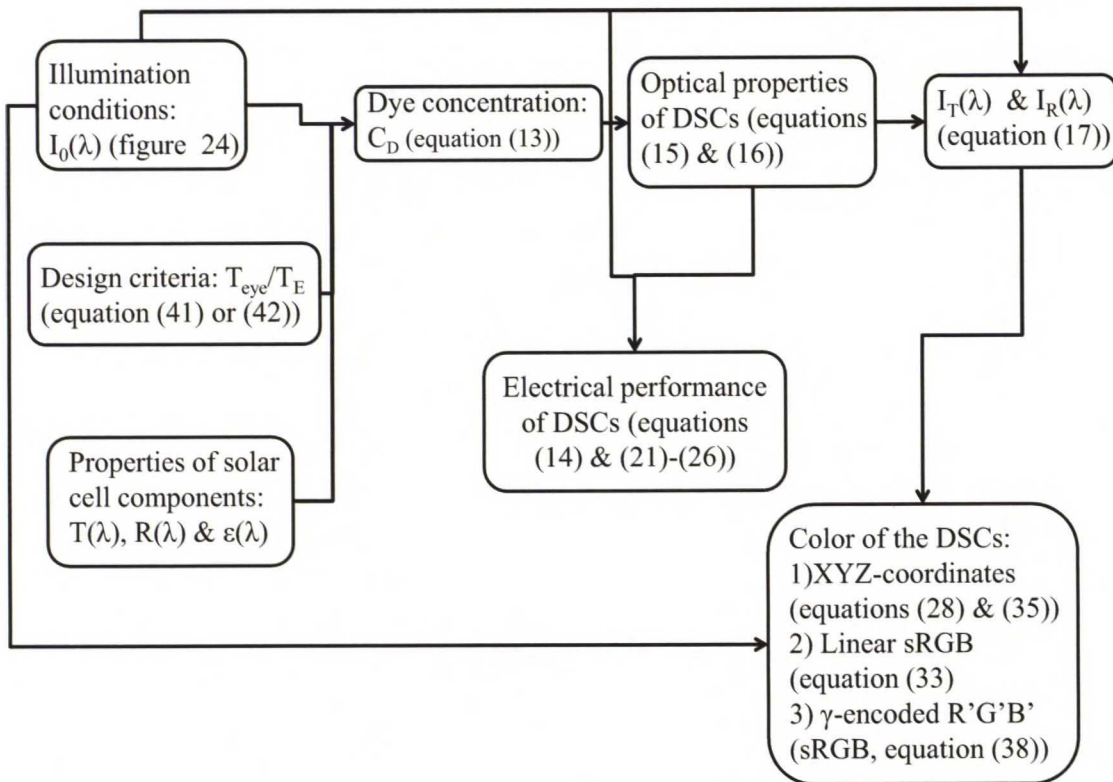 Illumination
conditions:
I₀(λ) (figure 24)
Dye concentration:
C_D (equation (13))
Optical properties
of DSCs (equations
(15) & (16))
I_T(λ) & I_R(λ)
(equation (17))
Design criteria: T_eye/T_E
(equation (41) or (42))
Electrical performance
of DSCs (equations
(14) & (21)-(26))
Properties of solar
cell components:
T(λ), R(λ) & ε(λ)
Color of the DSCs:
1)XYZ-coordinates
(equations (28) & (35))
2) Linear sRGB
(equation (33)
3) γ-encoded R’G’B’
(sRGB, equation (38))